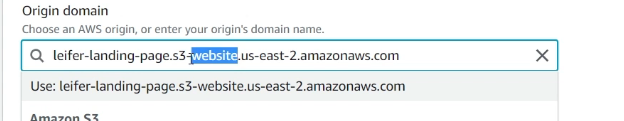 Origin domain
Choose an AWS origin, or enter your origin's domain name.
leifer-landing-page.s3-website.us-east-2.amazonaws.com
Use: leifer-landing-page.s3-website.us-east-2.amazonaws.com
Amazon S3